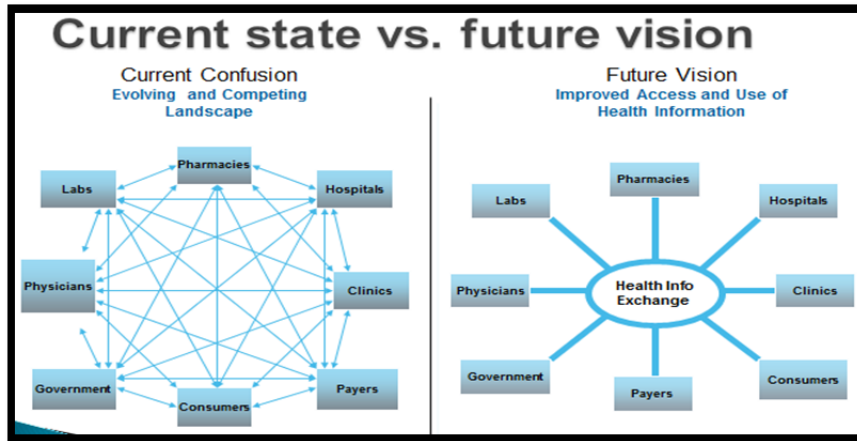 Current state vs. future vision
Current Confusion
Evolving and Competing
Landscape
Pharmacies
Labs
Hospitals
Physicians
Clinics
Government
Payers
Consumers
Future Vision
Improved Access and Use of
Health Information
Pharmacies
Labs
Hospitals
Physicians
Health Info
Exchange
Clinics
Government
Consumers
Payers